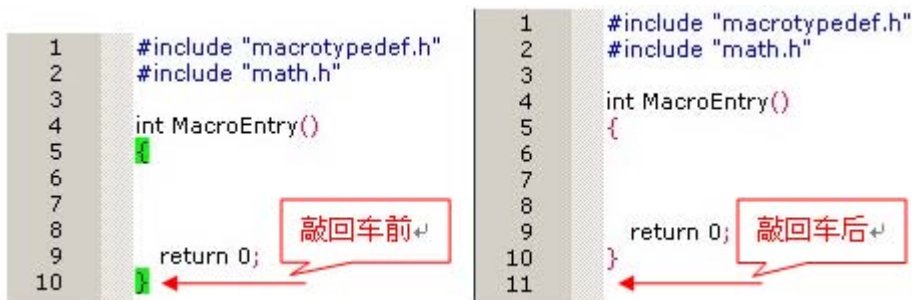 1 #include "macrotypedef.h"
2 #include "math.h"
3
4 int MacroEntry()
5 {
6
7
8
9 return 0;
10 }
敲回车前↵
1 #include "macrotypedef.h"
2 #include "math.h"
3
4 int MacroEntry()
5 {
6
7
8
9 return 0;
10 }
11
敲回车后↵